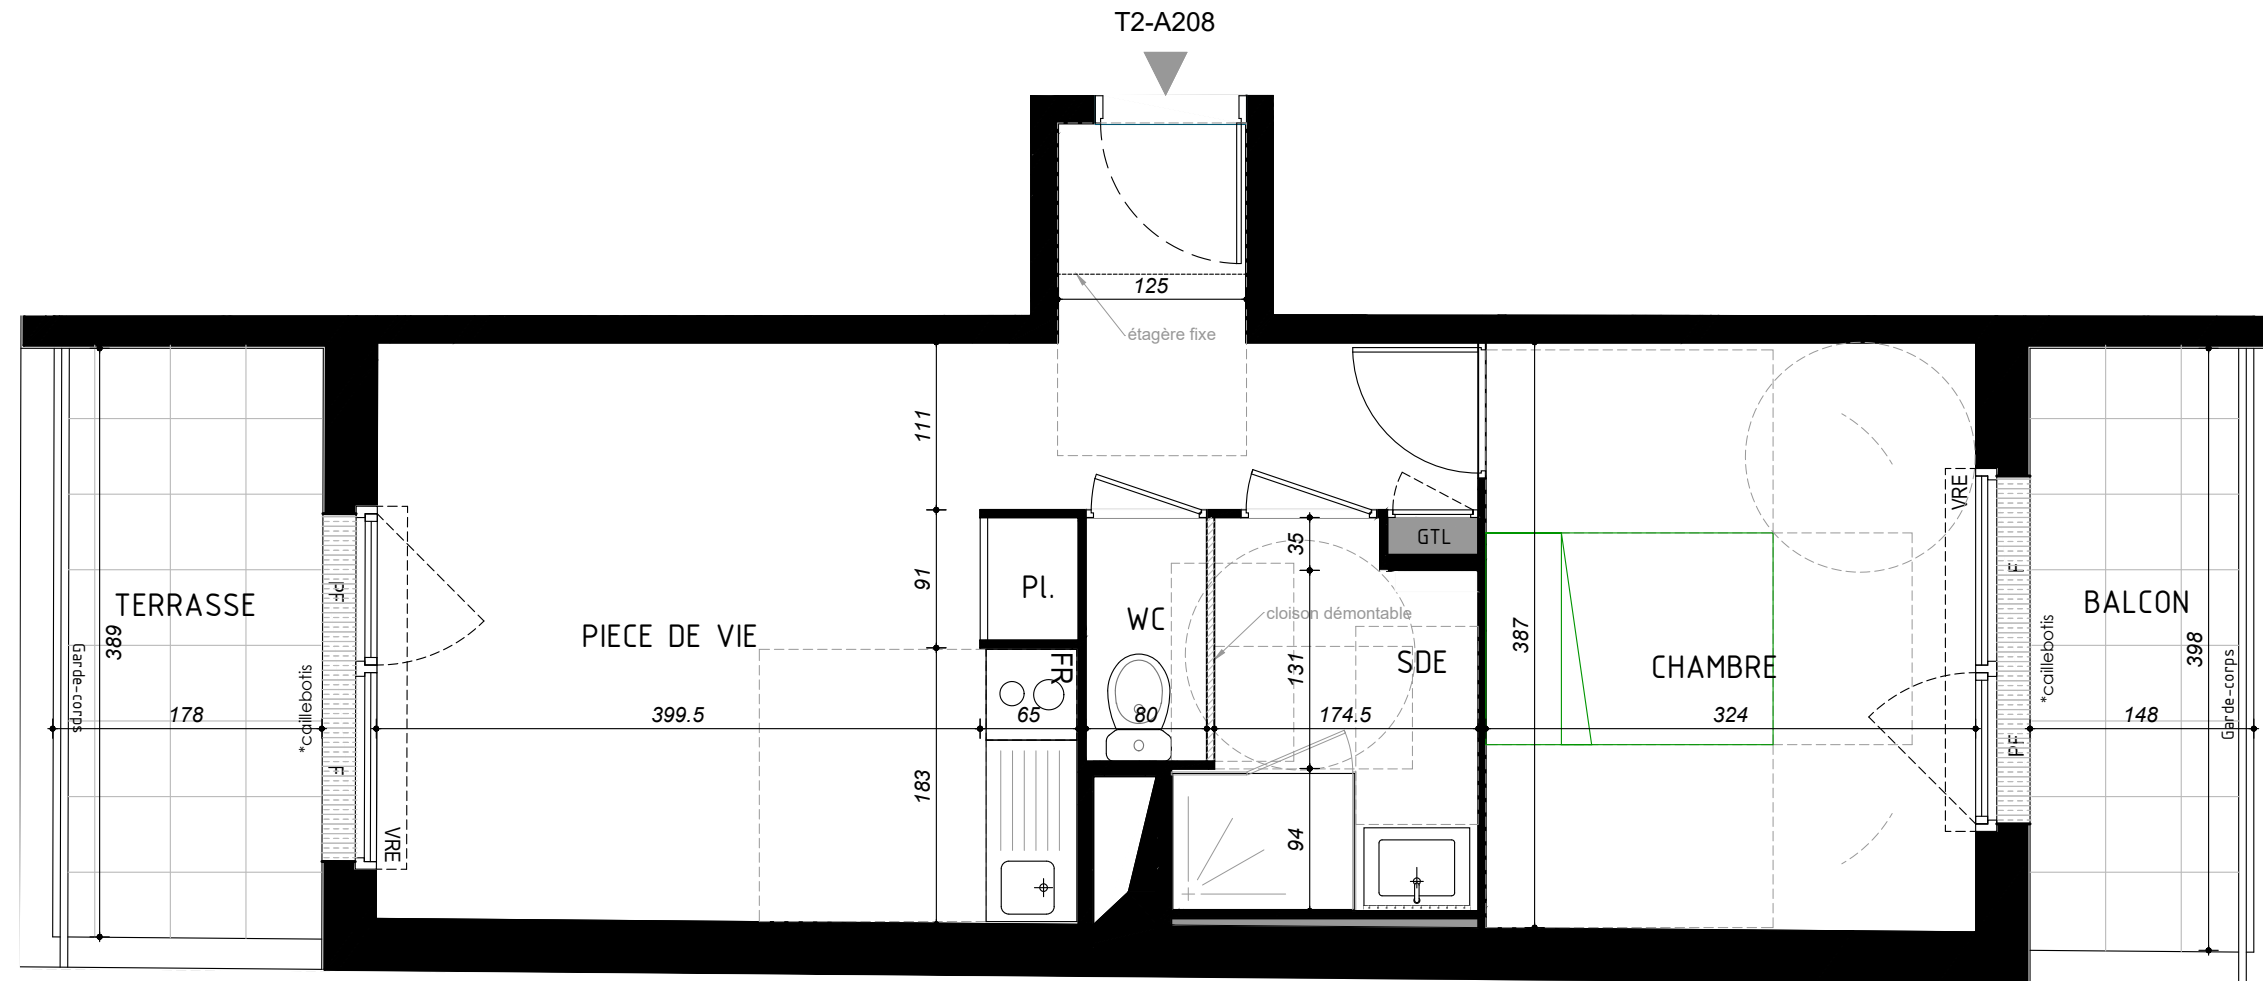 T2-A208
125
étagère fixe
111
GTL
VRE
35
91
Pl.
PF
TERRASSE
389
PIECE DE VIE
WC
cloison démontable
SDE
387
CHAMBRE
F
BALCON
398
*caillebotis
Garde-corps
Garde-corps
*caillebotis
FR
131
178
399.5
65
80
174.5
324
148
F
PF
183
VRE
94